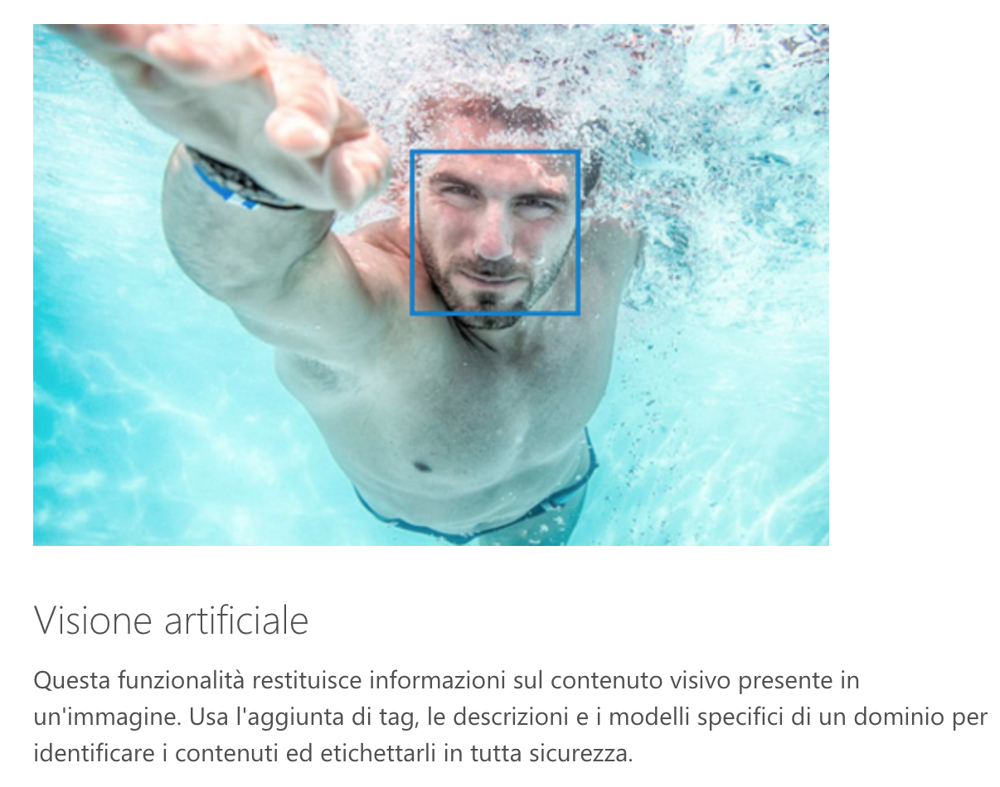 Visione artificiale
Questa funzionalità restituisce informazioni sul contenuto visivo presente in
un'immagine. Usa l'aggiunta di tag, le descrizioni e i modelli specifici di un dominio per
identificare i contenuti ed etichettarli in tutta sicurezza.